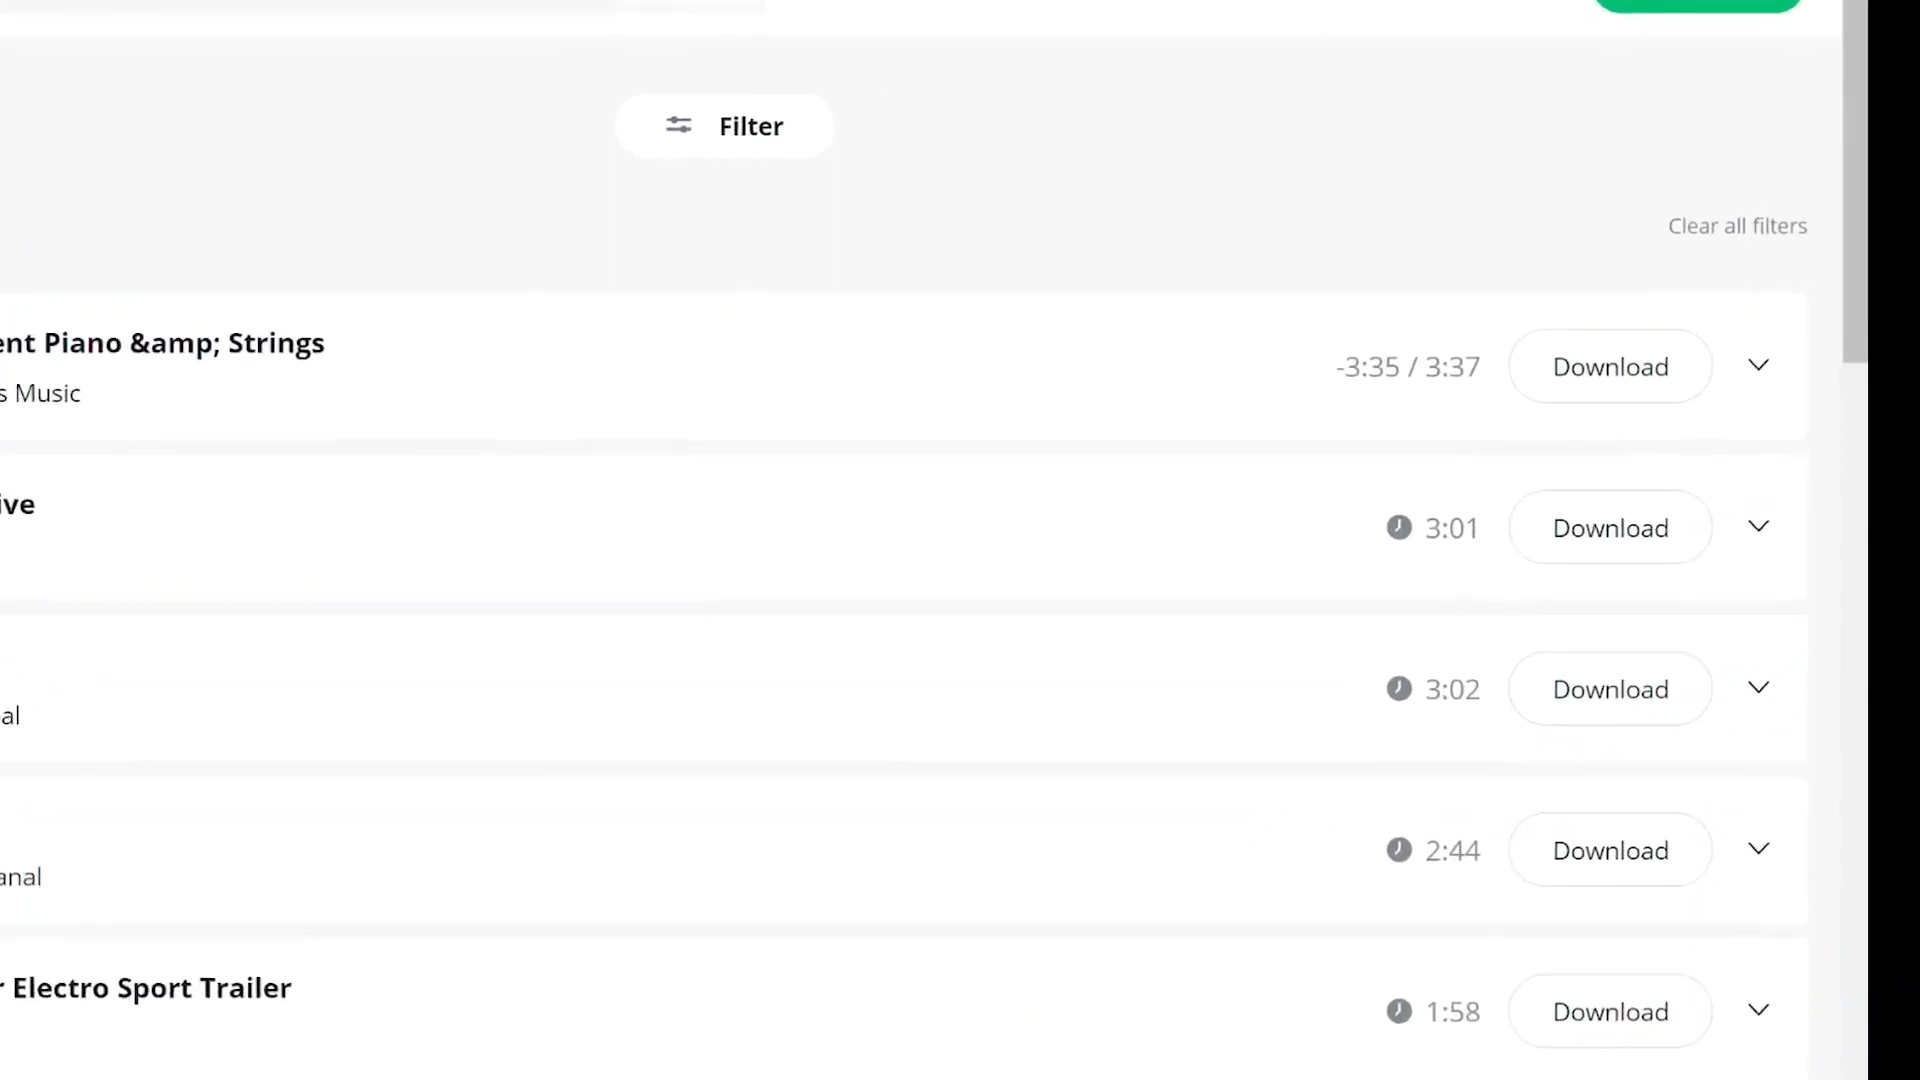 Filter
Clear all filters
ent Piano &amp; Strings
s Music
-3:35 / 3:37
Download
ive
3:01
Download
3:02
Download
al
2:44
Download
anal
r Electro Sport Trailer
1:58
Download